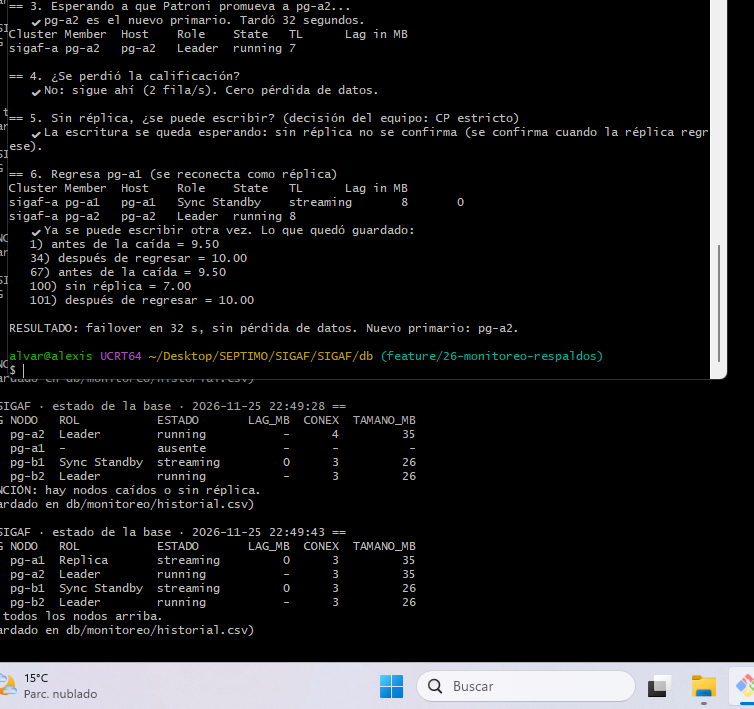 == 3. Esperando a que Patroni promueva a pg-a2...
✔pg-a2 es el nuevo primario. Tardó 32 segundos.
Cluster Member Host Role State TL Lag in MB
sigaf-a pg-a2 pg-a2 Leader running 7
== 4. ¿Se perdió la calificación?
✔No: sigue ahí (2 fila/s). Cero pérdida de datos.
== 5. Sin réplica, ¿se puede escribir? (decisión del equipo: CP estricto)
✔La escritura se queda esperando: sin réplica no se confirma (se confirma cuando la réplica regr
ese).
== 6. Regresa pg-a1 (se reconecta como réplica)
Cluster Member Host Role State TL Lag in MB
sigaf-a pg-a1 pg-a1 Sync Standby streaming 8 0
sigaf-a pg-a2 pg-a2 Leader running 8
✔Ya se puede escribir otra vez. Lo que quedó guardado:
1) antes de la caída = 9.50
34) después de regresar = 10.00
67) antes de la caída = 9.50
100) sin réplica = 7.00
101) después de regresar = 10.00
RESULTADO: failover en 32 s, sin pérdida de datos. Nuevo primario: pg-a2.
alvar@alexis UCRT64 ~/Desktop/SEPTIMO/SIGAF/SIGAF/db (feature/26-monitoreo-respaldos)
$
ardado en db/monitoreo/historial.csv)
SIGAF · estado de la base · 2026-11-25 22:49:28 ==
G NODO ROL ESTADO LAG_MB CONEX TAMANO_MB
pg-a2 Leader running – 4 35
pg-a1 – ausente – – –
pg-b1 Sync Standby streaming 0 3 26
pg-b2 Leader running – 3 26
NCIÓN: hay nodos caídos o sin réplica.
ardado en db/monitoreo/historial.csv)
SIGAF · estado de la base · 2026-11-25 22:49:43 ==
G NODO ROL ESTADO LAG_MB CONEX TAMANO_MB
pg-a1 Replica streaming 0 3 35
pg-a2 Leader running – 3 35
pg-b1 Sync Standby streaming 0 3 26
pg-b2 Leader running – 3 26
todos los nodos arriba.
ardado en db/monitoreo/historial.csv)
15°C
Parc. nublado
Buscar